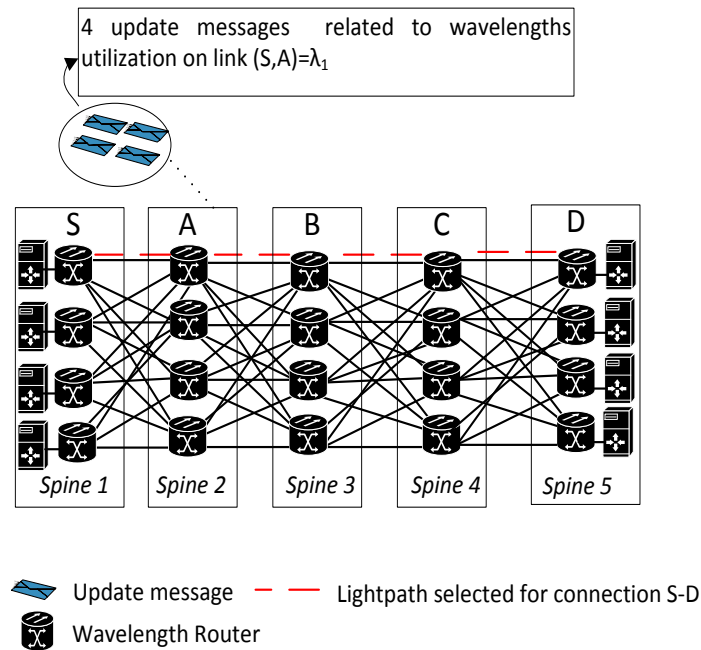 4 update messages related to wavelengths
utilization on link (S,A)=λ₁
S A B C D
Spine 1 Spine 2 Spine 3 Spine 4 Spine 5
Update message
Lightpath selected for connection S-D
Wavelength Router